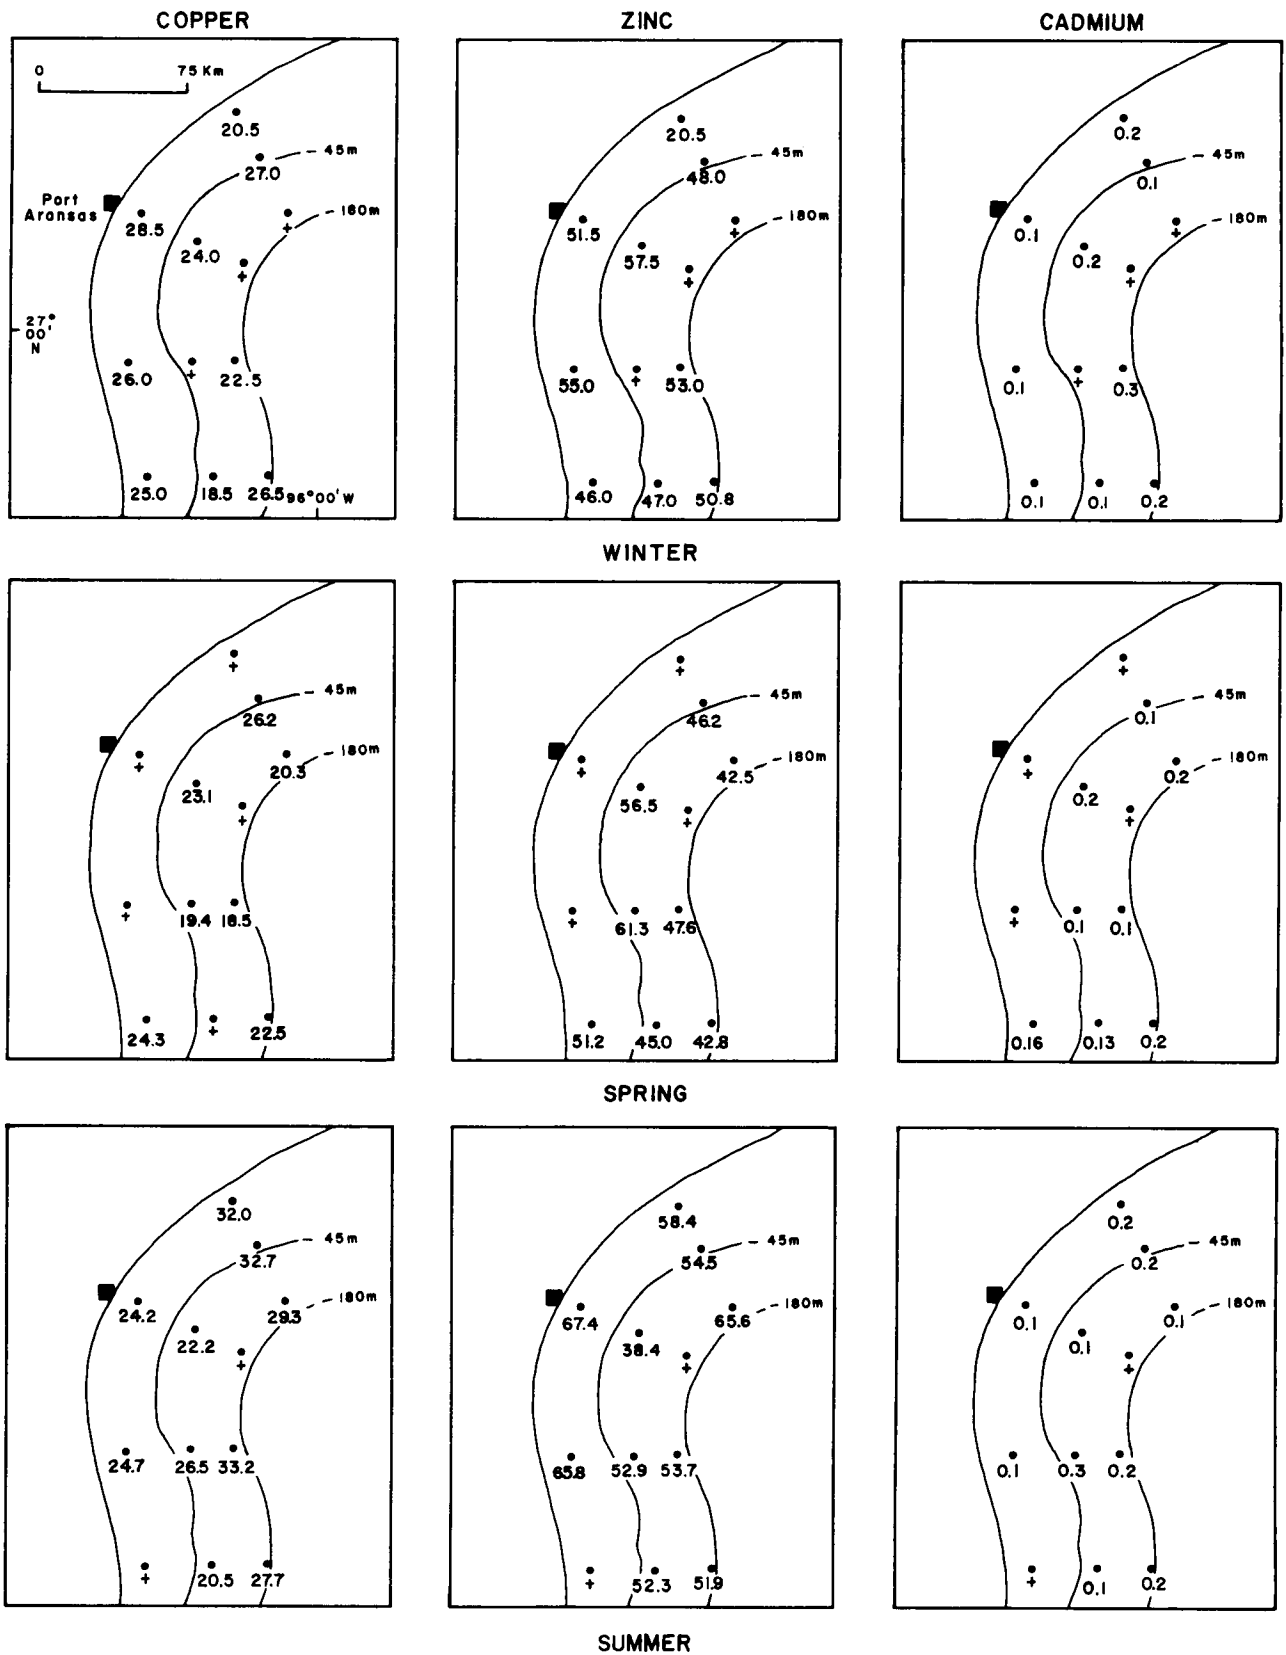 COPPER ZINC CADMIUM
0 75 Km
20.5 20.5 0.2
- 45m - 45m - 45m
27.0 48.0 0.1
Port
Aransas
- 180m - 180m - 180m
28.5 + 51.5 + 0.1 +
24.0 57.5 0.2
+ + +
27°
00'
N
26.0 + 22.5 55.0 + 53.0 0.1 + 0.3
25.0 18.5 26.5 96°00'W 46.0 47.0 50.8 0.1 0.1 0.2
WINTER
+ + +
- 45m - 45m - 45m
26.2 46.2 0.1
- 180m - 180m - 180m
+ 20.3 + 42.5 + 0.2
23.1 56.5 0.2
+ + +
+ 19.4 18.5 + 61.3 47.6 + 0.1 0.1
24.3 + 22.5 51.2 45.0 42.8 0.16 0.13 0.2
SPRING
32.0 58.4 0.2
- 45m - 45m - 45m
32.7 54.5 0.2
- 180m - 180m - 180m
24.2 29.3 67.4 65.6 0.1 0.1
22.2 38.4 0.1
+ + +
24.7 26.5 33.2 65.8 52.9 53.7 0.1 0.3 0.2
+ 20.5 27.7 + 52.3 51.9 + 0.1 0.2
SUMMER